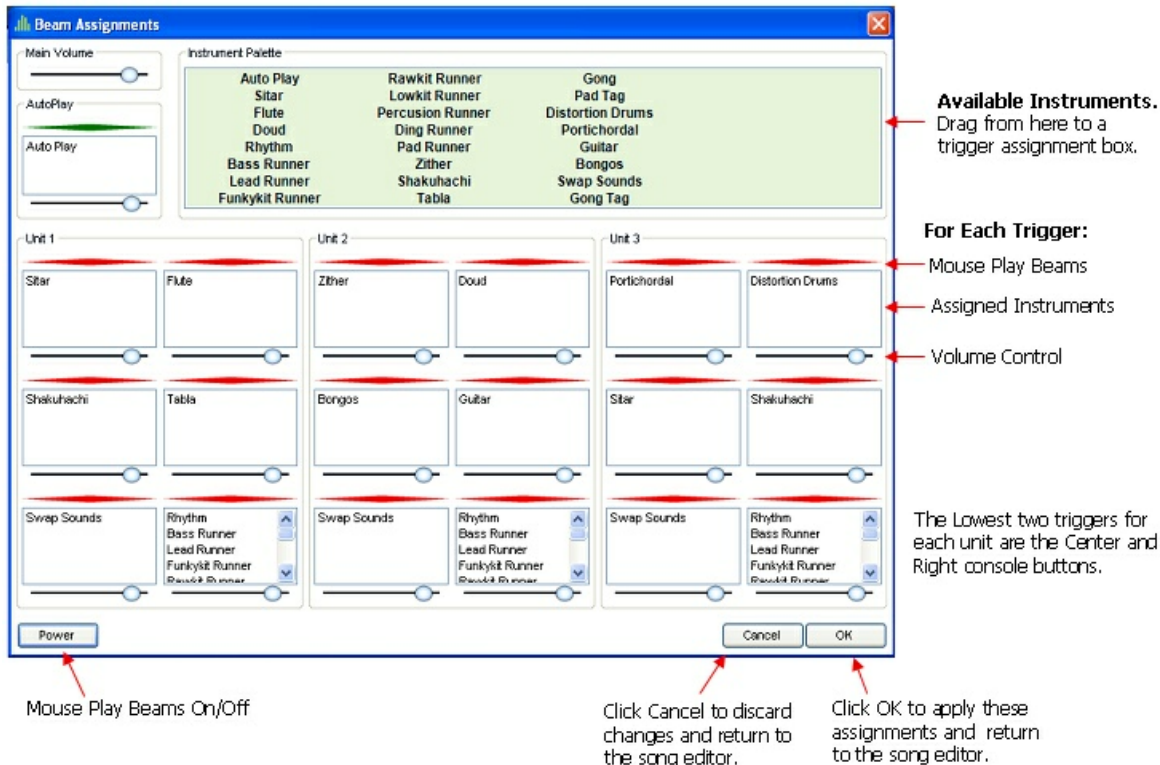 Beam Assignments
Main Volume
Instrument Palette
Auto Play Rawkit Runner Gong
Sitar Lowkit Runner Pad Tag
Flute Percusion Runner Distortion Drums
Doud Ding Runner Portichordal
Rhythm Pad Runner Guitar
Bass Runner Zither Bongos
Lead Runner Shakuhachi Swap Sounds
Funkykit Runner Tabla Gong Tag
AutoPlay
Auto Play
Available Instruments.
Drag from here to a
trigger assignment box.
Unit 1 Unit 2 Unit 3
For Each Trigger:
Mouse Play Beams
Sitar Flute Zither Doud Portichordal Distortion Drums
Assigned Instruments
Volume Control
Shakuhachi Tabla Bongos Guitar Sitar Shakuhachi
Swap Sounds Rhythm Swap Sounds Rhythm Swap Sounds Rhythm
Bass Runner Bass Runner Bass Runner
Lead Runner Lead Runner Lead Runner
Funkykit Runner Funkykit Runner Funkykit Runner
Rawkit Runner Rawkit Runner Rawkit Runner
The Lowest two triggers for
each unit are the Center and
Right console buttons.
Power Cancel OK
Mouse Play Beams On/Off
Click Cancel to discard
changes and return to
the song editor.
Click OK to apply these
assignments and return
to the song editor.